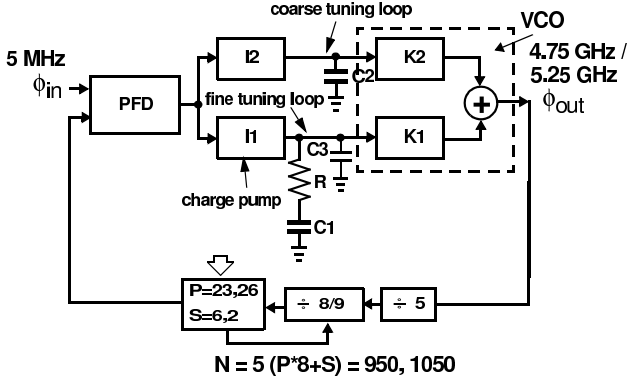 coarse tuning loop
VCO
4.75 GHz /
5.25 GHz
ϕout
5 MHz
ϕin
PFD
I2
K2
C2
fine tuning loop
I1
K1
+
C3
R
charge pump
C1
P=23,26
S=6,2
÷ 8/9
÷ 5
N = 5 (P*8+S) = 950, 1050